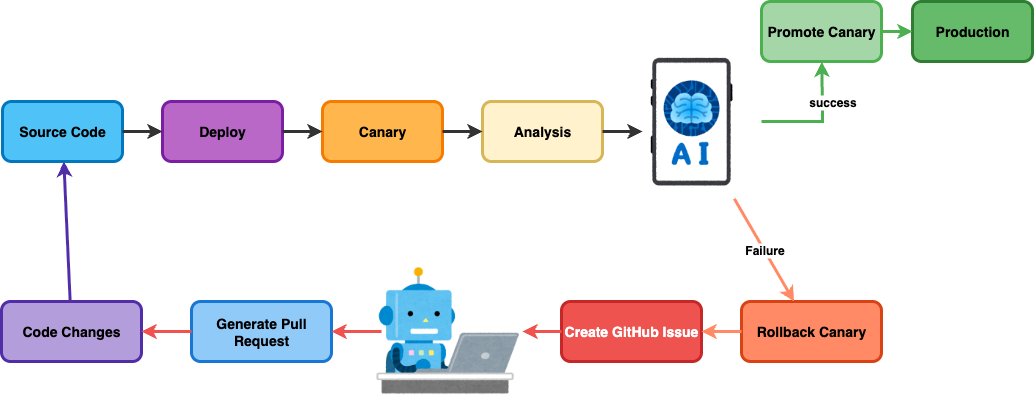 Promote Canary
Production
success
Source Code
Deploy
Canary
Analysis
AI
Failure
Code Changes
Generate Pull
Request
Create GitHub Issue
Rollback Canary